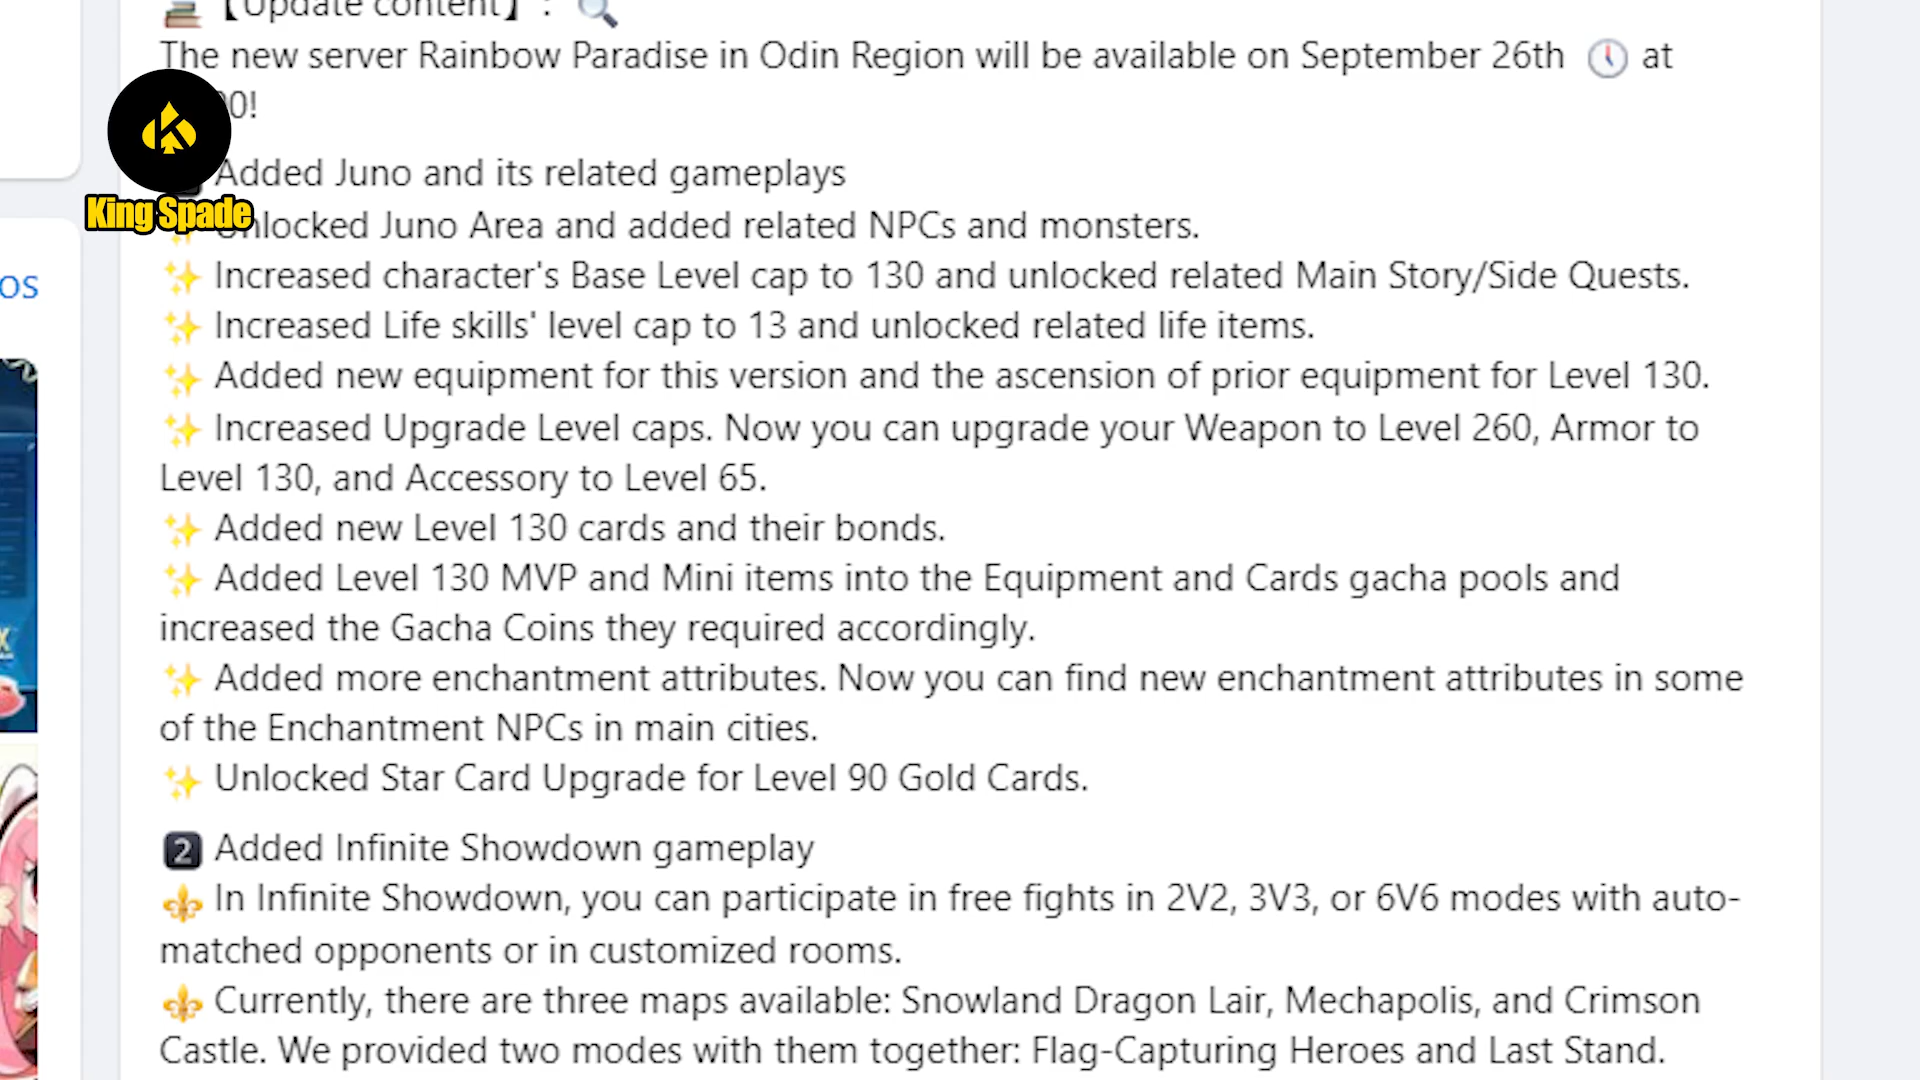 【Update content】:
The new server Rainbow Paradise in Odin Region will be available on September 26th 🕔 at
0!
Added Juno and its related gameplays
King Spade
Unlocked Juno Area and added related NPCs and monsters.
✨ Increased character's Base Level cap to 130 and unlocked related Main Story/Side Quests.
os
✨ Increased Life skills' level cap to 13 and unlocked related life items.
✨ Added new equipment for this version and the ascension of prior equipment for Level 130.
✨ Increased Upgrade Level caps. Now you can upgrade your Weapon to Level 260, Armor to
Level 130, and Accessory to Level 65.
✨ Added new Level 130 cards and their bonds.
✨ Added Level 130 MVP and Mini items into the Equipment and Cards gacha pools and
increased the Gacha Coins they required accordingly.
✨ Added more enchantment attributes. Now you can find new enchantment attributes in some
of the Enchantment NPCs in main cities.
✨ Unlocked Star Card Upgrade for Level 90 Gold Cards.
2 Added Infinite Showdown gameplay
⚜ In Infinite Showdown, you can participate in free fights in 2V2, 3V3, or 6V6 modes with auto-
matched opponents or in customized rooms.
⚜ Currently, there are three maps available: Snowland Dragon Lair, Mechapolis, and Crimson
Castle. We provided two modes with them together: Flag-Capturing Heroes and Last Stand.